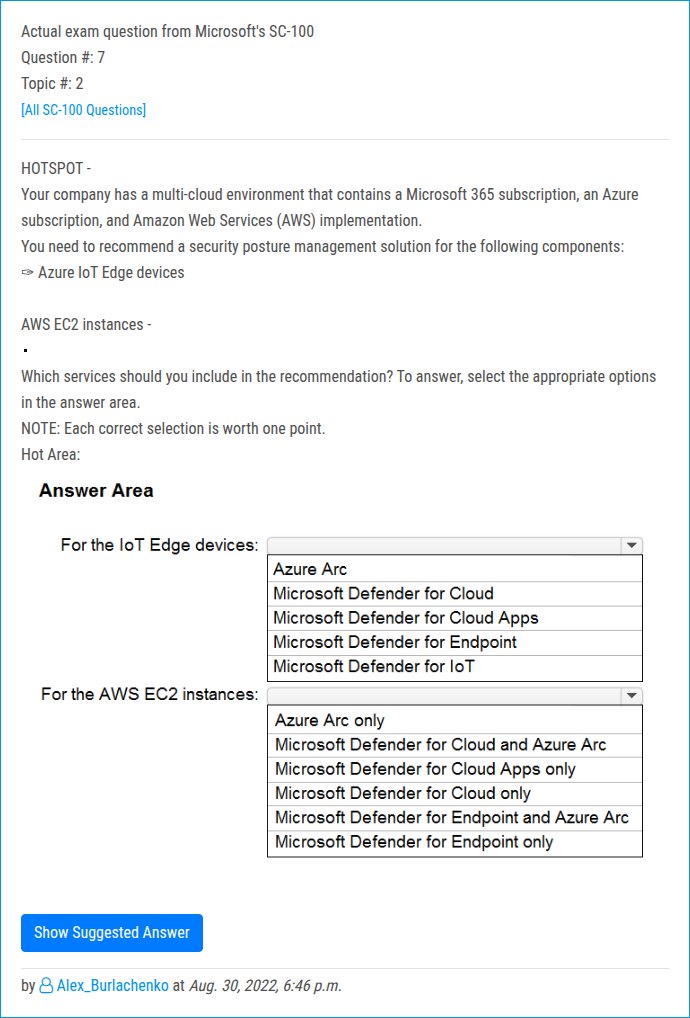 Actual exam question from Microsoft's SC-100
Question #: 7
Topic #: 2
[All SC-100 Questions]
HOTSPOT -
Your company has a multi-cloud environment that contains a Microsoft 365 subscription, an Azure
subscription, and Amazon Web Services (AWS) implementation.
You need to recommend a security posture management solution for the following components:
✑ Azure IoT Edge devices
AWS EC2 instances -
▪
Which services should you include in the recommendation? To answer, select the appropriate options
in the answer area.
NOTE: Each correct selection is worth one point.
Hot Area:
Answer Area
For the IoT Edge devices:
Azure Arc
Microsoft Defender for Cloud
Microsoft Defender for Cloud Apps
Microsoft Defender for Endpoint
Microsoft Defender for IoT
For the AWS EC2 instances:
Azure Arc only
Microsoft Defender for Cloud and Azure Arc
Microsoft Defender for Cloud Apps only
Microsoft Defender for Cloud only
Microsoft Defender for Endpoint and Azure Arc
Microsoft Defender for Endpoint only
Show Suggested Answer
by Alex_Burlachenko at Aug. 30, 2022, 6:46 p.m.